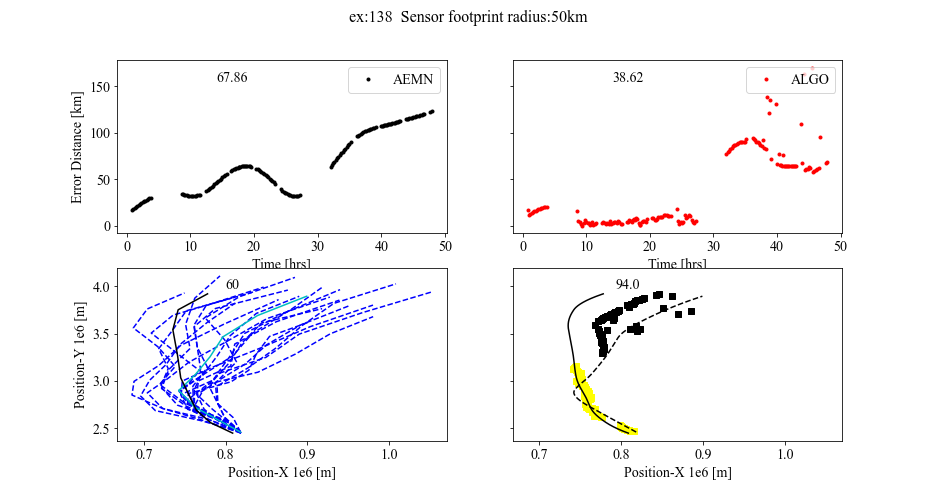 ex:138 Sensor footprint radius:50km
67.86
AEMN
Error Distance [km]
150
100
50
0
0 10 20 30 40 50
Time [hrs]
38.62
ALGO
0 10 20 30 40 50
Time [hrs]
60
Position-Y 1e6 [m]
4.0
3.5
3.0
2.5
0.7 0.8 0.9 1.0
Position-X 1e6 [m]
94.0
0.7 0.8 0.9 1.0
Position-X 1e6 [m]